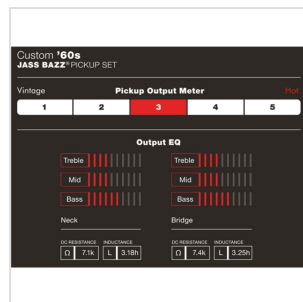 Custom '60s
JASS BAZZ® PICKUP SET
Vintage Pickup Output Meter Hot
1 2 3 4 5
Output EQ
Treble Treble
Mid Mid
Bass Bass
Neck Bridge
DC RESISTANCE INDUCTANCE DC RESISTANCE INDUCTANCE
Ω 7.1k L 3.18h Ω 7.4k L 3.25h